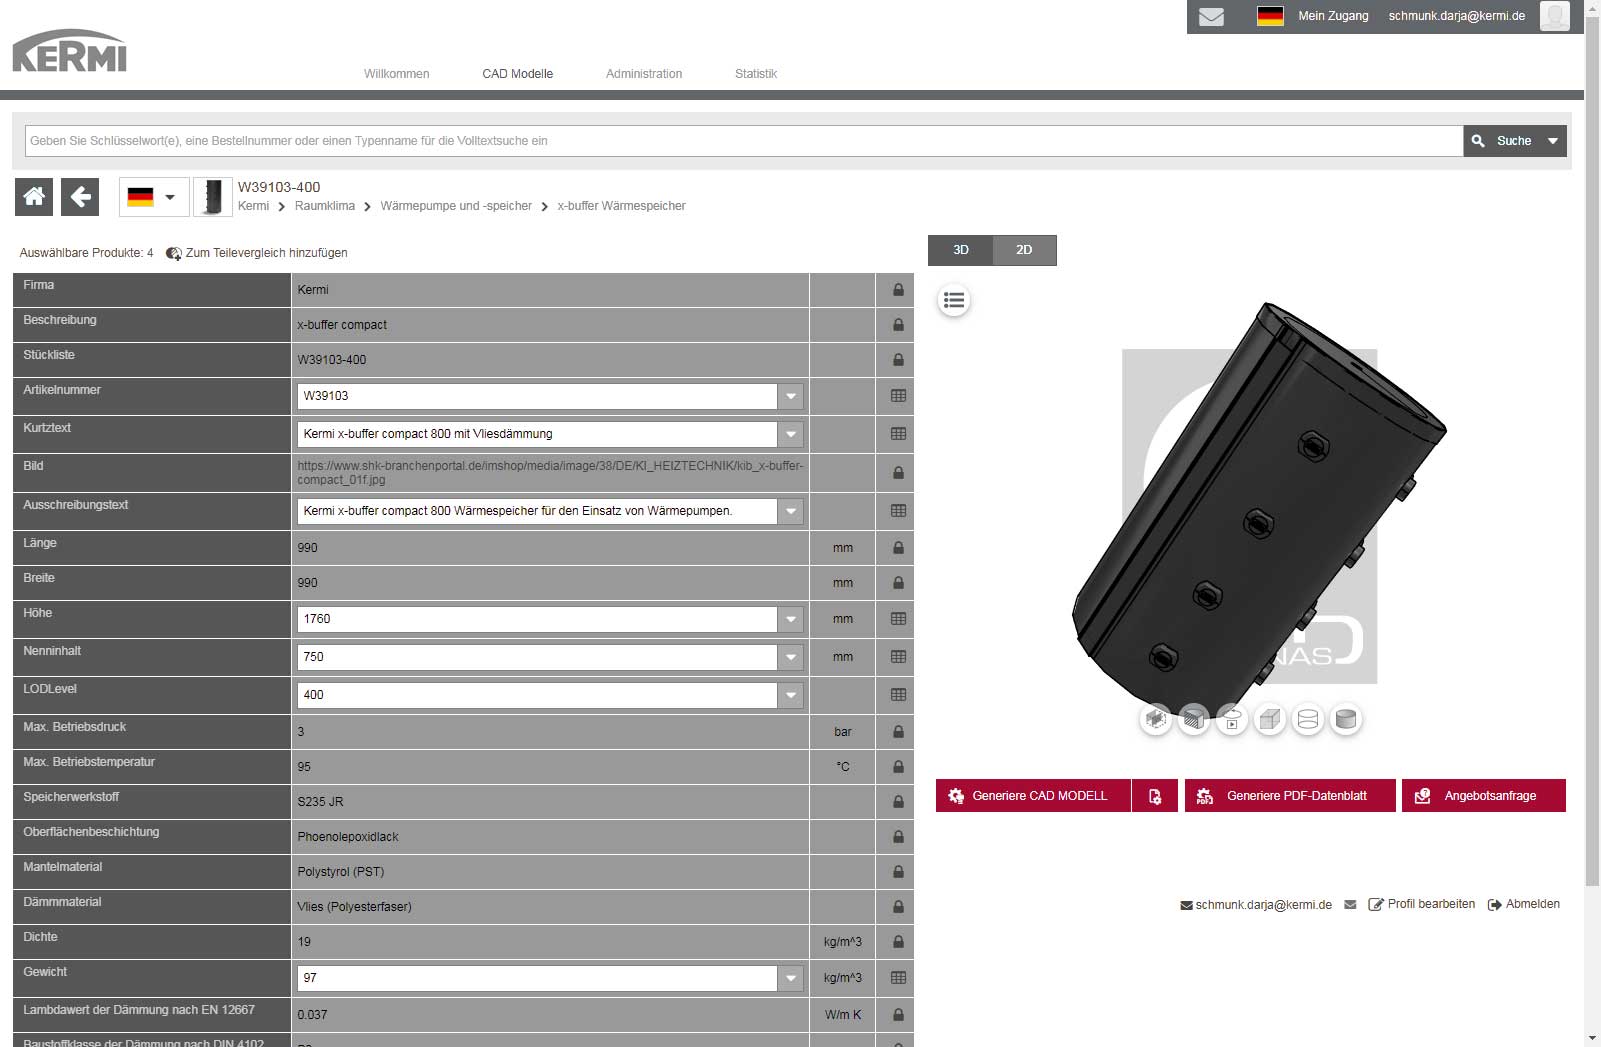 Mein Zugang schmunk.darja@kermi.de
KERMI
Willkommen CAD Modelle Administration Statistik
Geben Sie Schlüsselwort(e), eine Bestellnummer oder einen Typenname für die Volltextsuche ein Suche
W39103-400
Kermi Raumklima Wärmepumpe und -speicher x-buffer Wärmespeicher
Auswählbare Produkte: 4 Zum Teilevergleich hinzufügen
3D 2D
Firma Kermi
Beschreibung x-buffer compact
Stückliste W39103-400
Artikelnummer W39103
Kurtztext Kermi x-buffer compact 800 mit Vliesdämmung
Bild https://www.shk-branchenportal.de/imshop/media/image/38/DE/KI_HEIZTECHNIK/kib_x-buffer-
compact_01f.jpg
Ausschreibungstext Kermi x-buffer compact 800 Wärmespeicher für den Einsatz von Wärmepumpen.
Länge 990 mm
Breite 990 mm
Höhe 1760 mm
Nenninhalt 750 mm
LODLevel 400
Max. Betriebsdruck 3 bar
Max. Betriebstemperatur 95 °C
Speicherwerkstoff S235 JR
Oberflächenbeschichtung Phoenolepoxidlack
Mantelmaterial Polystyrol (PST)
Dämmmaterial Vlies (Polyesterfaser)
Dichte 19 kg/m^3
Gewicht 97 kg/m^3
Lambdawert der Dämmung nach EN 12667 0.037 W/m K
Baustoffklasse der Dämmung nach DIN 4102
NAS
Generiere CAD MODELL PDF Generiere PDF-Datenblatt Angebotsanfrage
schmunk.darja@kermi.de Profil bearbeiten Abmelden